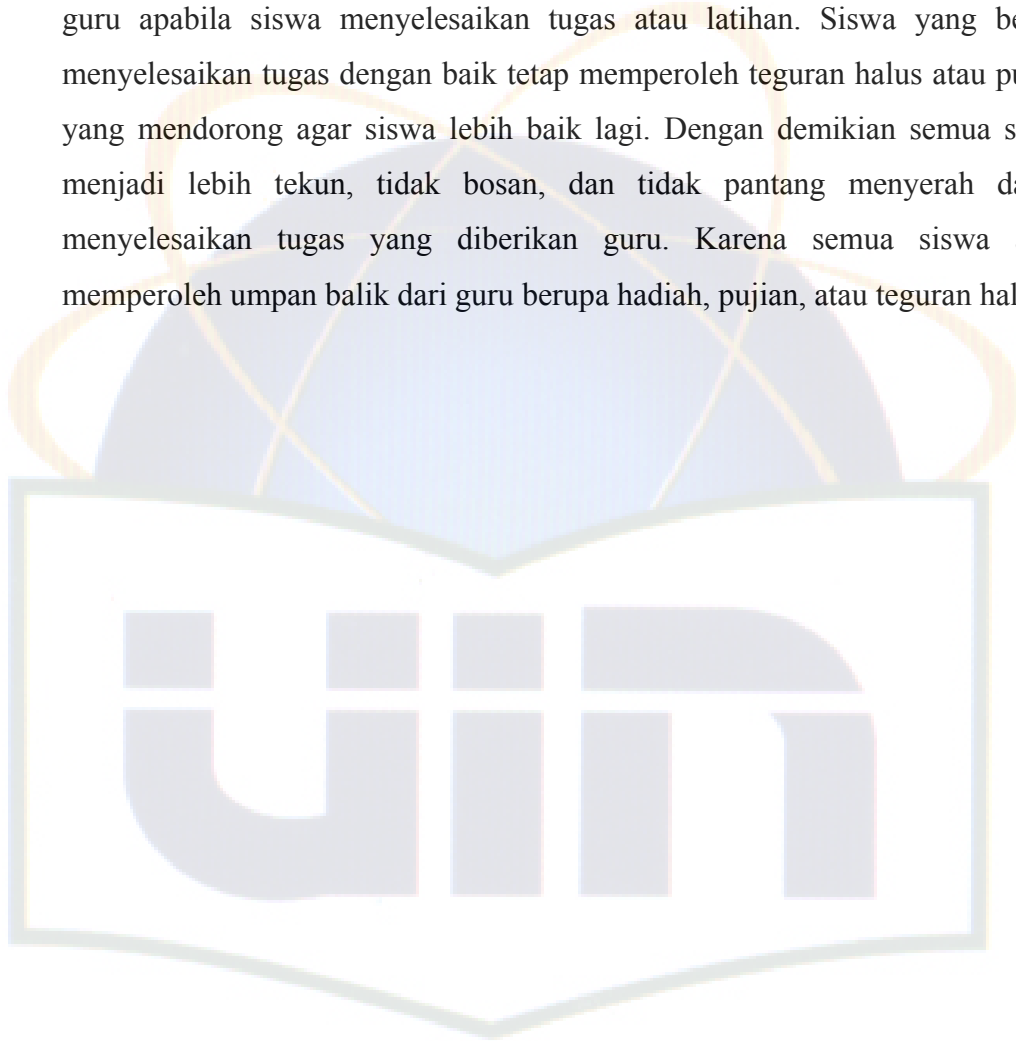 guru apabila siswa menyelesaikan tugas atau latihan. Siswa yang be
menyelesaikan tugas dengan baik tetap memperoleh teguran halus atau pu
yang mendorong agar siswa lebih baik lagi. Dengan demikian semua s
menjadi lebih tekun, tidak bosan, dan tidak pantang menyerah da
menyelesaikan tugas yang diberikan guru. Karena semua siswa
memperoleh umpan balik dari guru berupa hadiah, pujian, atau teguran hal
uin